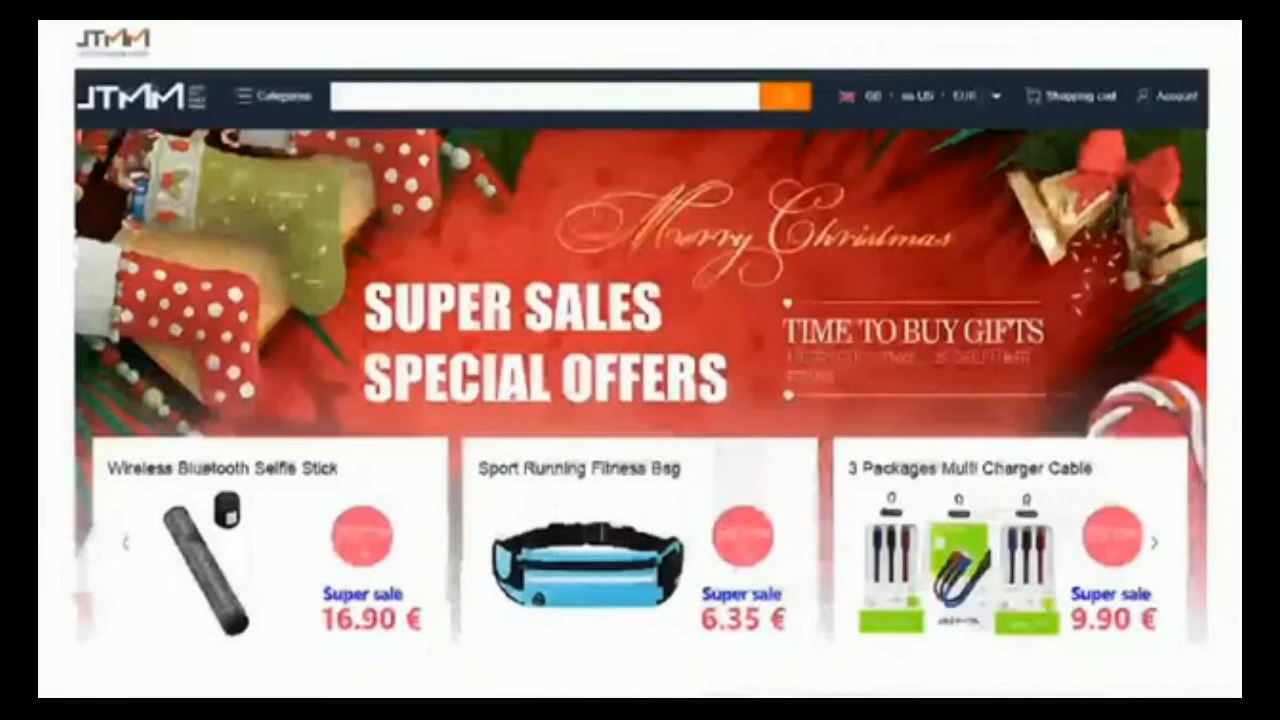 JTMM
JTMM
Categories
GB
en US
EUR
Shopping cart
Account
Merry Christmas
SUPER SALES
SPECIAL OFFERS
TIME TO BUY GIFTS
Wireless Bluetooth Selfie Stick
Super sale
16.90 €
Sport Running Fitness Bag
Super sale
6.35 €
3 Packages Multi Charger Cable
Super sale
9.90 €